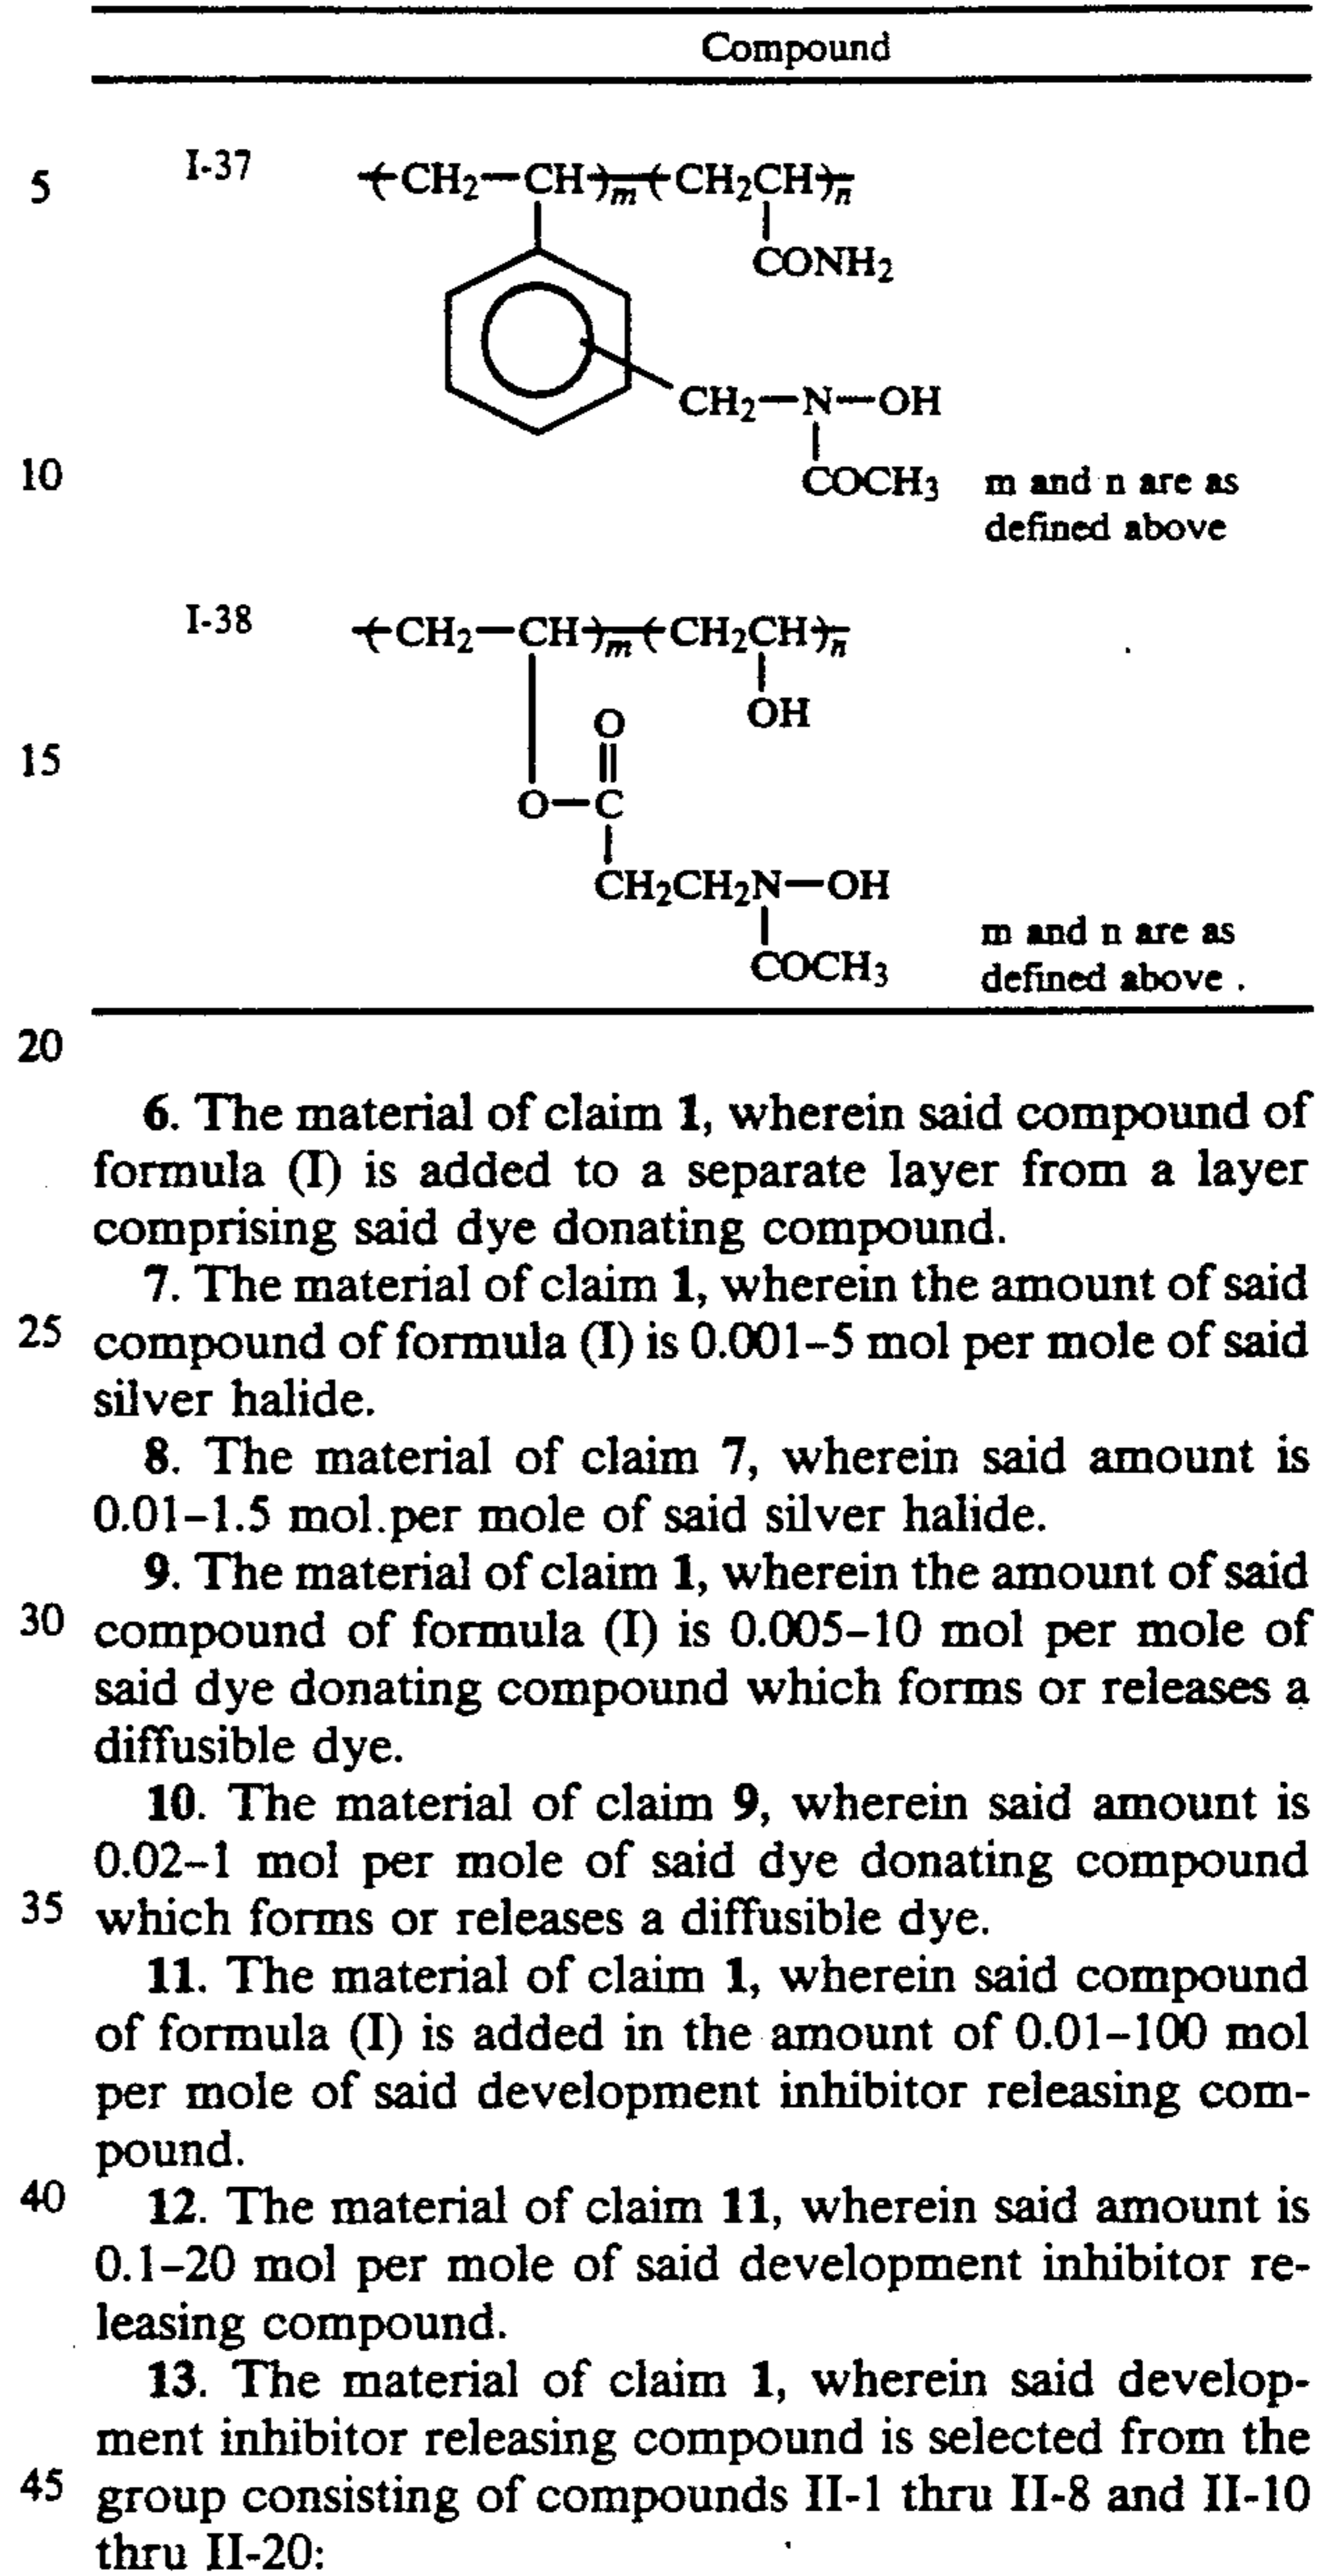 Compound
5 I-37 -(CH2-CH)m-(CH2CH)n-
CONH2
CH2-N-OH
10 COCH3 m and n are as
defined above
I-38 -(CH2-CH)m-(CH2CH)n-
OH
O
15 ||
O-C
CH2CH2N-OH
m and n are as
COCH3 defined above .
20
6. The material of claim 1, wherein said compound of
formula (I) is added to a separate layer from a layer
comprising said dye donating compound.
7. The material of claim 1, wherein the amount of said
25 compound of formula (I) is 0.001–5 mol per mole of said
silver halide.
8. The material of claim 7, wherein said amount is
0.01–1.5 mol.per mole of said silver halide.
9. The material of claim 1, wherein the amount of said
30 compound of formula (I) is 0.005–10 mol per mole of
said dye donating compound which forms or releases a
diffusible dye.
10. The material of claim 9, wherein said amount is
0.02–1 mol per mole of said dye donating compound
35 which forms or releases a diffusible dye.
11. The material of claim 1, wherein said compound
of formula (I) is added in the amount of 0.01–100 mol
per mole of said development inhibitor releasing com-
pound.
40 12. The material of claim 11, wherein said amount is
0.1–20 mol per mole of said development inhibitor re-
leasing compound.
13. The material of claim 1, wherein said develop-
ment inhibitor releasing compound is selected from the
45 group consisting of compounds II-1 thru II-8 and II-10
thru II-20: